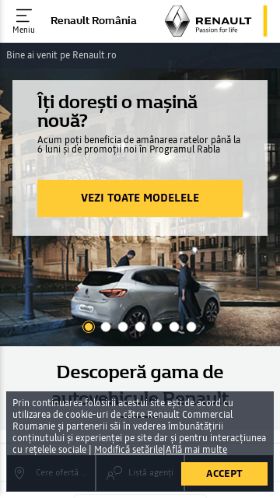 Meniu
Renault România
RENAULT
Passion for life
Bine ai venit pe Renault.ro
Îți dorești o mașină
nouă?
Acum poți beneficia de amânarea ratelor până la
6 luni și de promoții noi în Programul Rabla
VEZI TOATE MODELELE
Descoperă gama de
autovehicule Renault
Prin continuarea folosirii acestui site ești de acord cu
utilizarea de cookie-uri de către Renault Commercial
Roumanie și partenerii săi în vederea îmbunătățirii
conținutului și experienței pe site dar și pentru interacțiunea
cu rețelele sociale | Modifică setările|Află mai multe
Cere ofertă ..
Listă agenți
ACCEPT